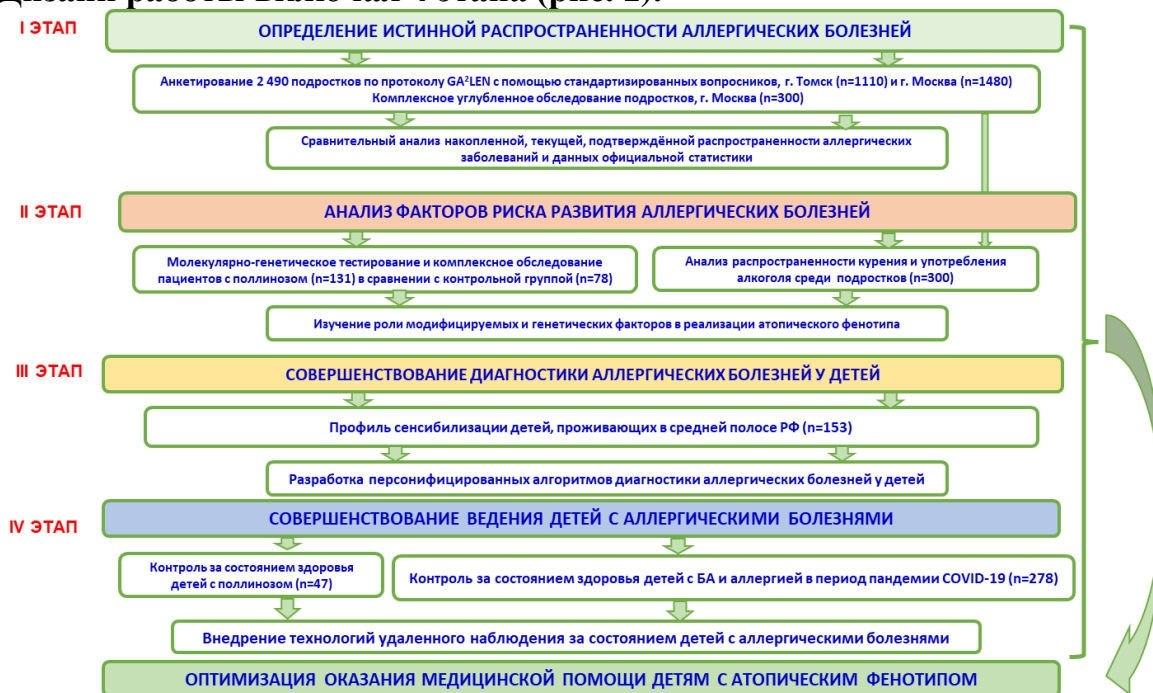 Дизайн работы включал 4 этапа (рис. 1).
I ЭТАП
ОПРЕДЕЛЕНИЕ ИСТИННОЙ РАСПРОСТРАНЕННОСТИ АЛЛЕРГИЧЕСКИХ БОЛЕЗНЕЙ
Анкетирование 2 490 подростков по протоколу GA²LEN с помощью стандартизированных вопросников, г. Томск (n=1110) и г. Москва (n=1480)
Комплексное углубленное обследование подростков, г. Москва (n=300)
Сравнительный анализ накопленной, текущей, подтверждённой распространенности аллергических
заболеваний и данных официальной статистики
II ЭТАП
АНАЛИЗ ФАКТОРОВ РИСКА РАЗВИТИЯ АЛЛЕРГИЧЕСКИХ БОЛЕЗНЕЙ
Молекулярно-генетическое тестирование и комплексное обследование
пациентов с поллинозом (n=131) в сравнении с контрольной группой (n=78)
Анализ распространенности курения и употребления
алкоголя среди подростков (n=300)
Изучение роли модифицируемых и генетических факторов в реализации атопического фенотипа
III ЭТАП
СОВЕРШЕНСТВОВАНИЕ ДИАГНОСТИКИ АЛЛЕРГИЧЕСКИХ БОЛЕЗНЕЙ У ДЕТЕЙ
Профиль сенсибилизации детей, проживающих в средней полосе РФ (n=153)
Разработка персонифицированных алгоритмов диагностики аллергических болезней у детей
IV ЭТАП
СОВЕРШЕНСТВОВАНИЕ ВЕДЕНИЯ ДЕТЕЙ С АЛЛЕРГИЧЕСКИМИ БОЛЕЗНЯМИ
Контроль за состоянием здоровья
детей с поллинозом (n=47)
Контроль за состоянием здоровья детей с БА и аллергией в период пандемии COVID-19 (n=278)
Внедрение технологий удаленного наблюдения за состоянием детей с аллергическими болезнями
ОПТИМИЗАЦИЯ ОКАЗАНИЯ МЕДИЦИНСКОЙ ПОМОЩИ ДЕТЯМ С АТОПИЧЕСКИМ ФЕНОТИПОМ